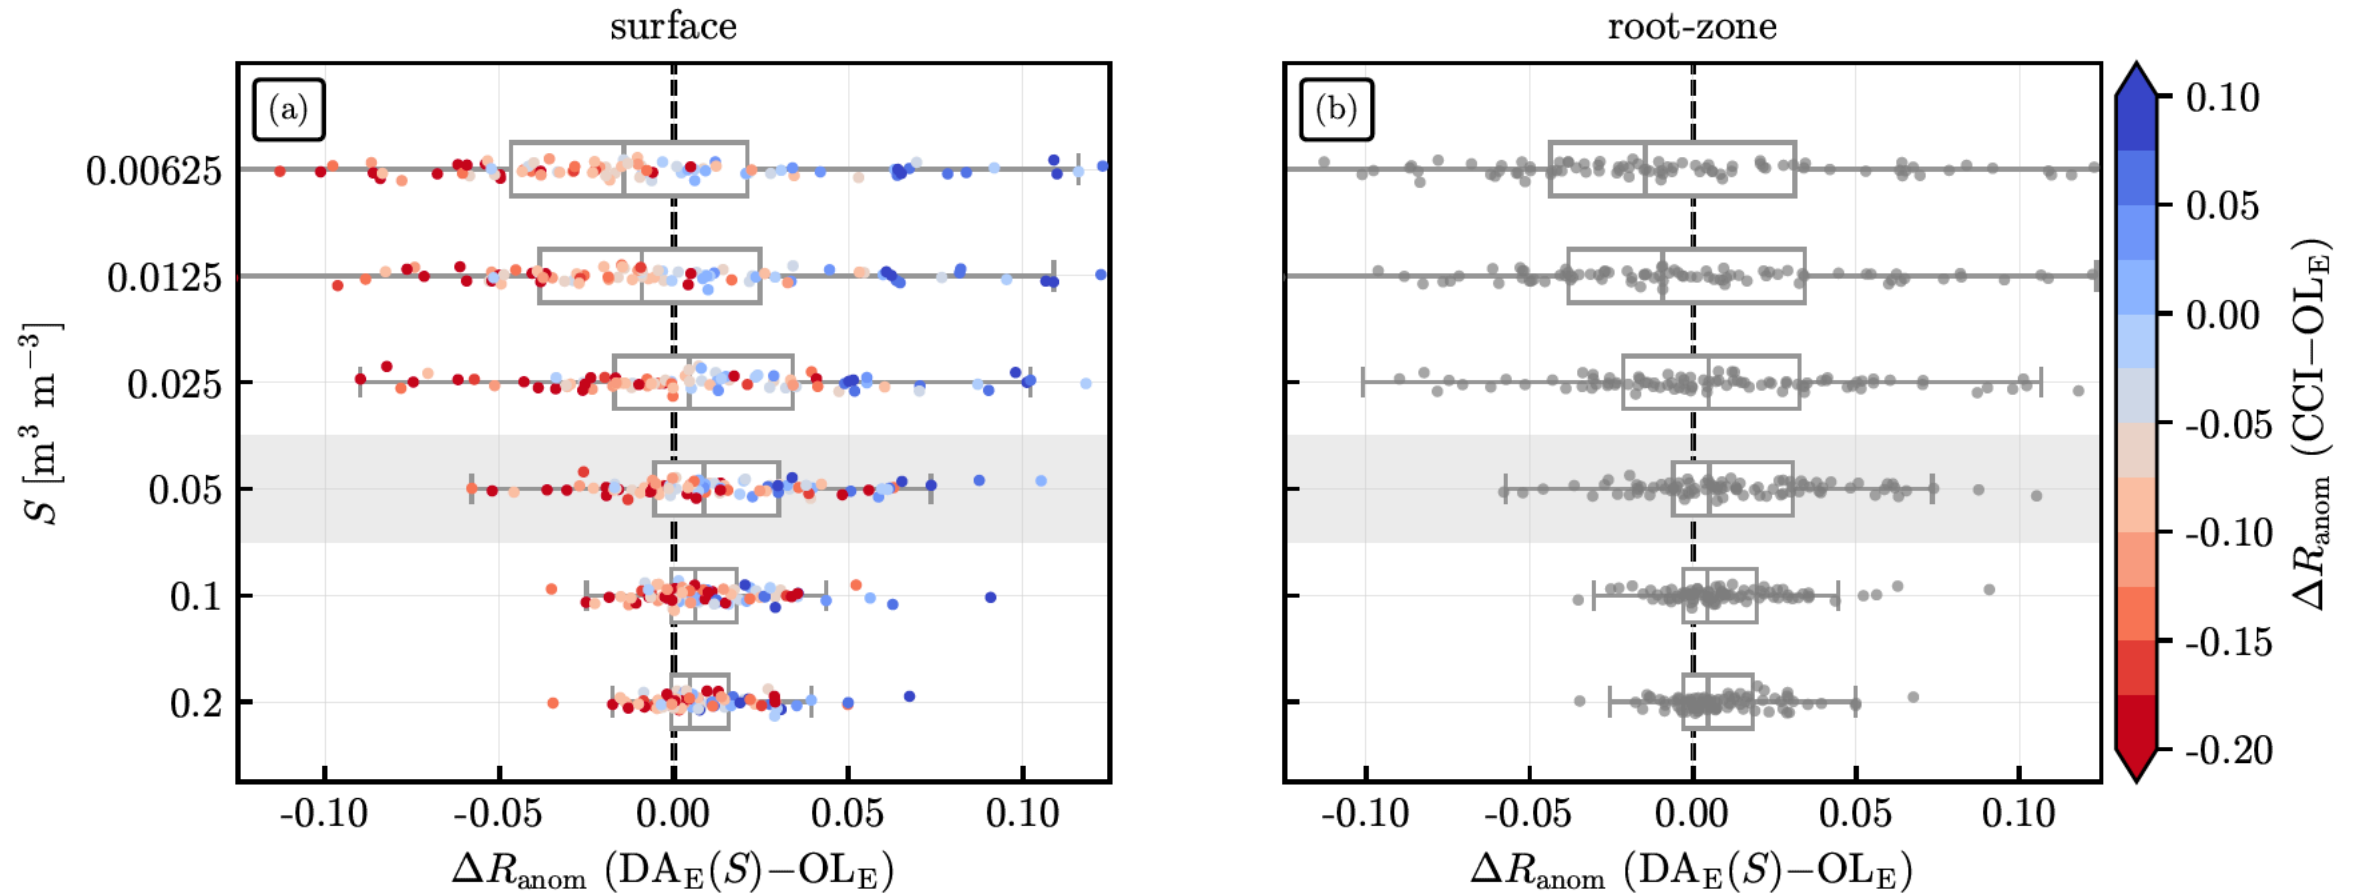 surface
root-zone
(a)
(b)
0.00625
0.0125
0.025
0.05
0.1
0.2
S [m³ m⁻³]
-0.10 -0.05 0.00 0.05 0.10
-0.10 -0.05 0.00 0.05 0.10
ΔR_anom (DA_E(S)−OL_E)
ΔR_anom (DA_E(S)−OL_E)
0.10
0.05
0.00
-0.05
-0.10
-0.15
-0.20
ΔR_anom (CCI−OL_E)